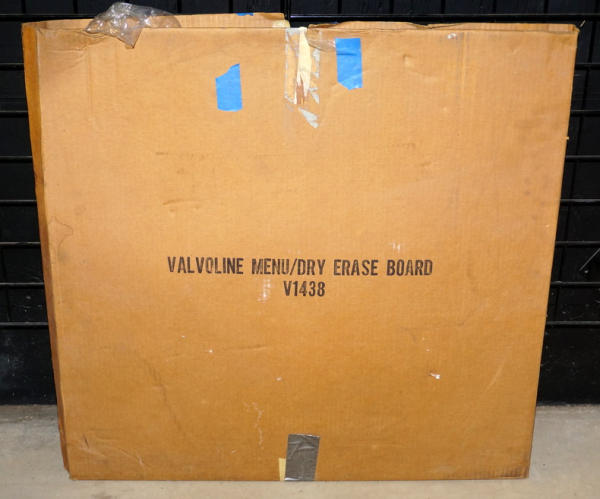 VALVOLINE MENU/DRY ERASE BOARD
V1438